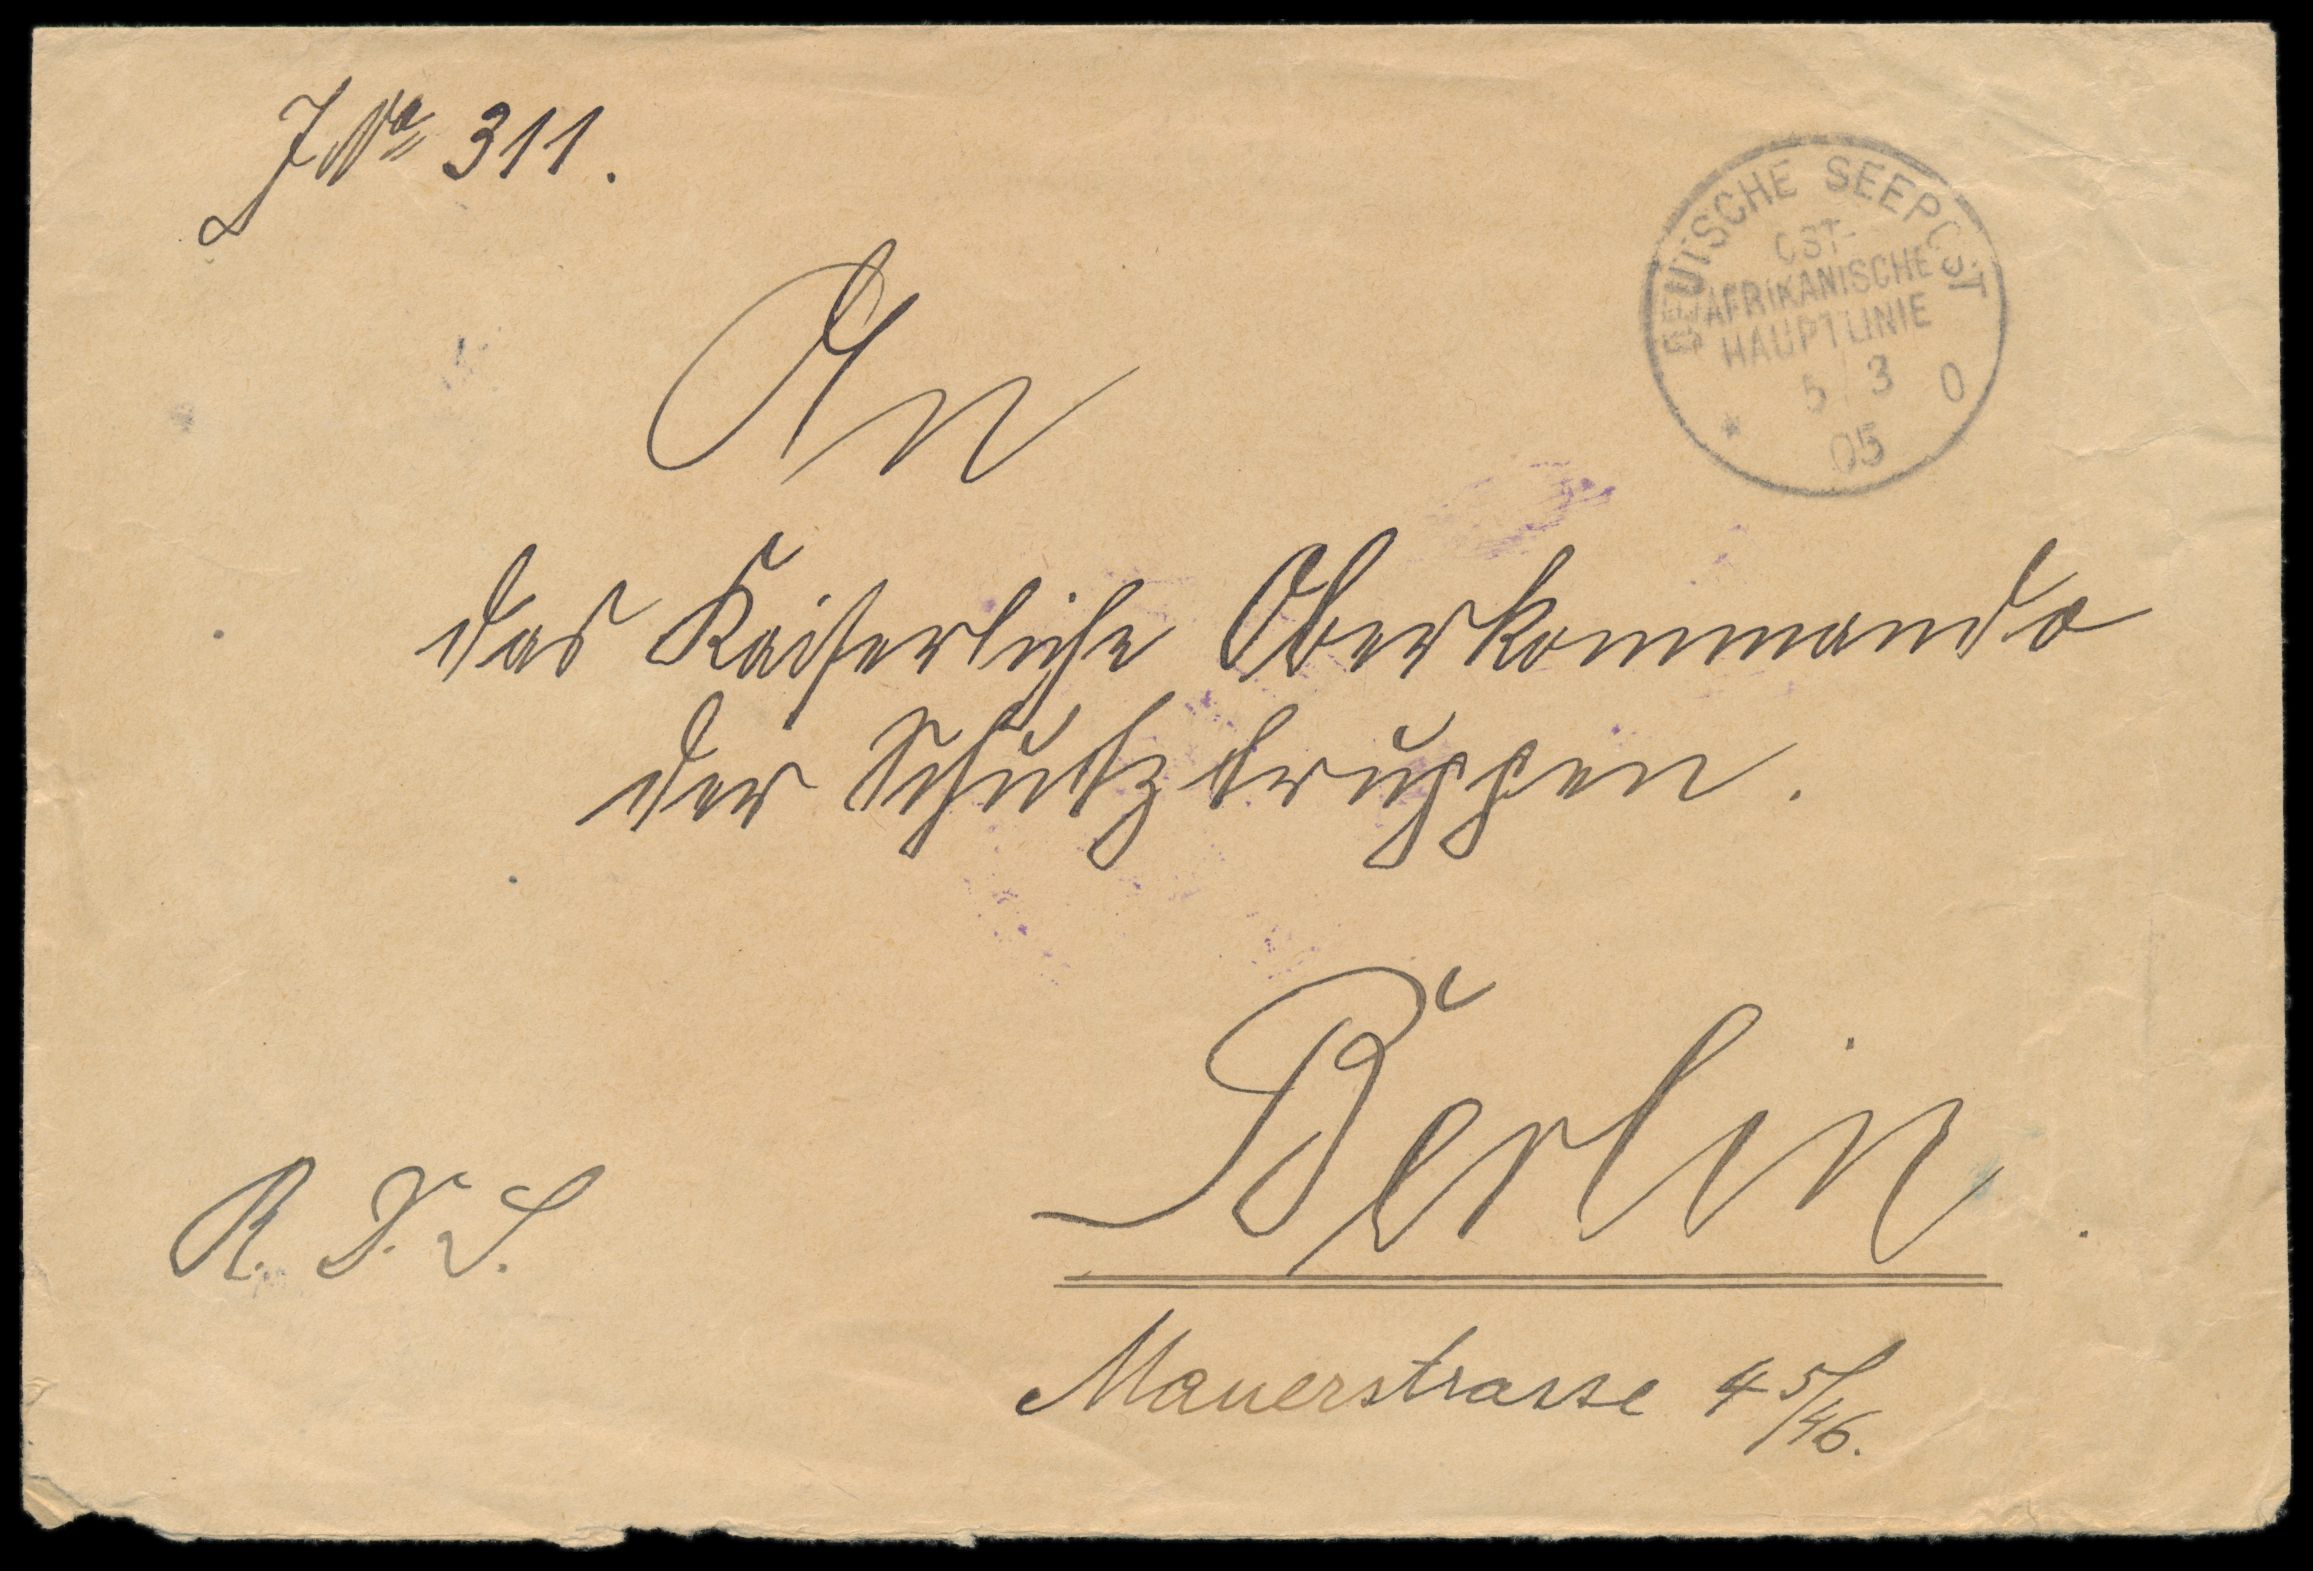 J No 311.
DEUTSCHE SEEPOST
OST-
AFRIKANISCHE
HAUPTLINIE
5 3 0
05
An
das Kaiserliche Oberkommando
der Schutztruppen.
Berlin
R. D. S.
Mauerstrasse 45/46.